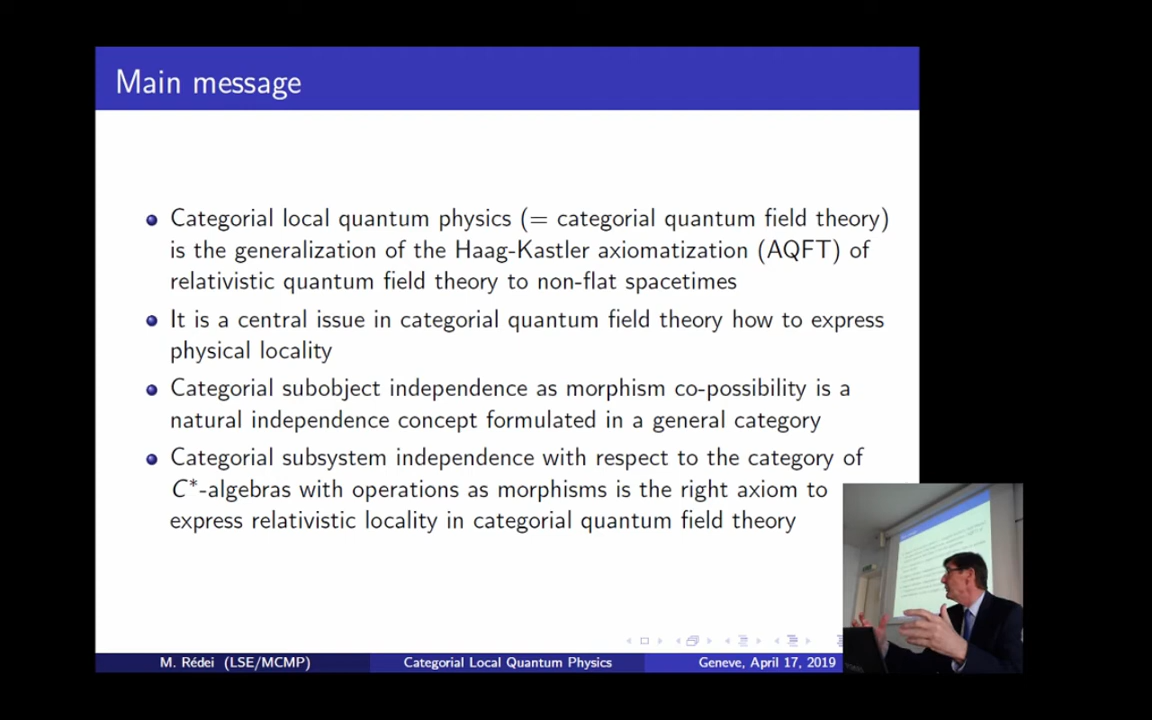 Main message
Categorial local quantum physics (= categorial quantum field theory)
is the generalization of the Haag-Kastler axiomatization (AQFT) of
relativistic quantum field theory to non-flat spacetimes
It is a central issue in categorial quantum field theory how to express
physical locality
Categorial subobject independence as morphism co-possibility is a
natural independence concept formulated in a general category
Categorial subsystem independence with respect to the category of
C*-algebras with operations as morphisms is the right axiom to
express relativistic locality in categorial quantum field theory
M. Rédei (LSE/MCMP)
Categorial Local Quantum Physics
Geneve, April 17, 2019